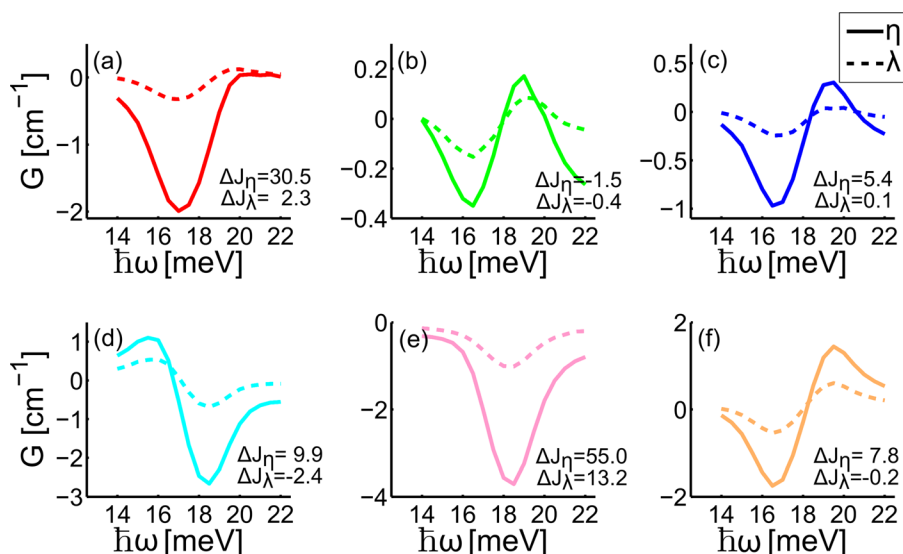 η
λ
(a)
0
-1
-2
G [cm⁻¹]
ΔJη=30.5
ΔJλ= 2.3
14 16 18 20 22
ħω [meV]
(b)
0.2
0
-0.2
-0.4
ΔJη=-1.5
ΔJλ=-0.4
14 16 18 20 22
ħω [meV]
(c)
0.5
0
-0.5
-1
ΔJη=5.4
ΔJλ=0.1
14 16 18 20 22
ħω [meV]
(d)
1
0
-1
-2
-3
G [cm⁻¹]
ΔJη= 9.9
ΔJλ=-2.4
14 16 18 20 22
ħω [meV]
(e)
0
-2
-4
ΔJη=55.0
ΔJλ=13.2
14 16 18 20 22
ħω [meV]
(f)
2
0
2
ΔJη= 7.8
ΔJλ=-0.2
14 16 18 20 22
ħω [meV]